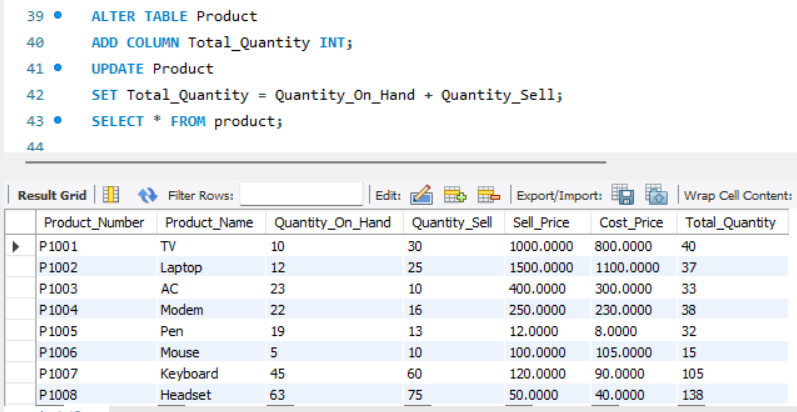 39 ALTER TABLE Product
40 ADD COLUMN Total_Quantity INT;
41 UPDATE Product
42 SET Total_Quantity = Quantity_On_Hand + Quantity_Sell;
43 SELECT * FROM product;
44
Result Grid Filter Rows: Edit: Export/Import: Wrap Cell Content:
Product_Number Product_Name Quantity_On_Hand Quantity_Sell Sell_Price Cost_Price Total_Quantity
P1001 TV 10 30 1000.0000 800.0000 40
P1002 Laptop 12 25 1500.0000 1100.0000 37
P1003 AC 23 10 400.0000 300.0000 33
P1004 Modem 22 16 250.0000 230.0000 38
P1005 Pen 19 13 12.0000 8.0000 32
P1006 Mouse 5 10 100.0000 105.0000 15
P1007 Keyboard 45 60 120.0000 90.0000 105
P1008 Headset 63 75 50.0000 40.0000 138